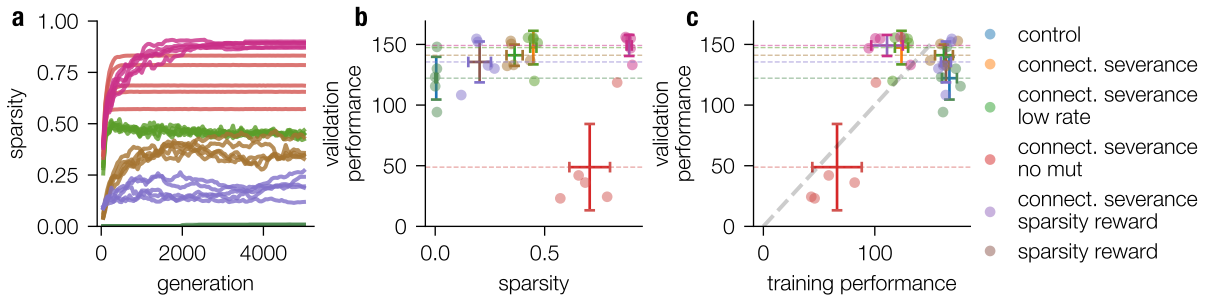 a
1.00
0.75
0.50
0.25
0.00
sparsity
0
2000
4000
generation
b
150
100
50
0
validation
performance
0.0
0.5
sparsity
c
150
100
50
0
validation
performance
0
100
training performance
control
connect. severance
connect. severance
low rate
connect. severance
no mut
connect. severance
sparsity reward
sparsity reward